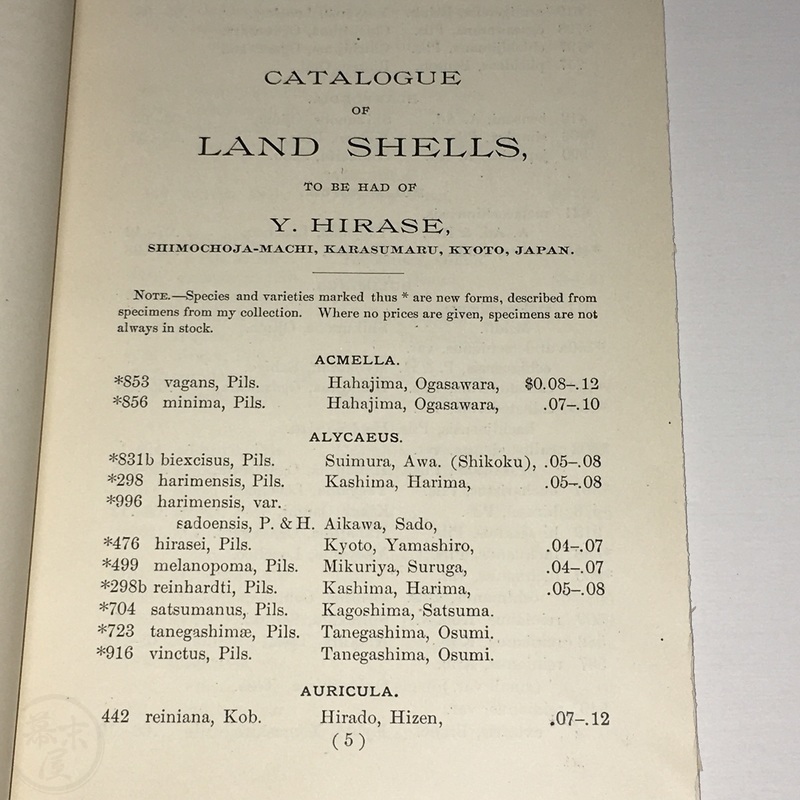 CATALOGUE
OF
LAND SHELLS,
TO BE HAD OF
Y. HIRASE,
SHIMOCHOJA-MACHI, KARASUMARU, KYOTO, JAPAN.
NOTE.—Species and varieties marked thus * are new forms, described from
specimens from my collection. Where no prices are given, specimens are not
always in stock.
ACMELLA.
*853 vagans, Pils. Hahajima, Ogasawara, $0.08–.12
*856 minima, Pils. Hahajima, Ogasawara, .07–.10
ALYCAEUS.
*831b biexcisus, Pils. Suimura, Awa. (Shikoku), .05–.08
*298 harimensis, Pils. Kashima, Harima, .05–.08
*996 harimensis, var.
sadoensis, P. & H. Aikawa, Sado,
*476 hirasei, Pils. Kyoto, Yamashiro, .04–.07
*499 melanopoma, Pils. Mikuriya, Suruga, .04–.07
*298b reinhardti, Pils. Kashima, Harima, .05–.08
*704 satsumanus, Pils. Kagoshima, Satsuma.
*723 tanegashimæ, Pils. Tanegashima, Osumi.
*916 vinctus, Pils. Tanegashima, Osumi.
AURICULA.
442 reiniana, Kob. Hirado, Hizen, .07–.12
(5)